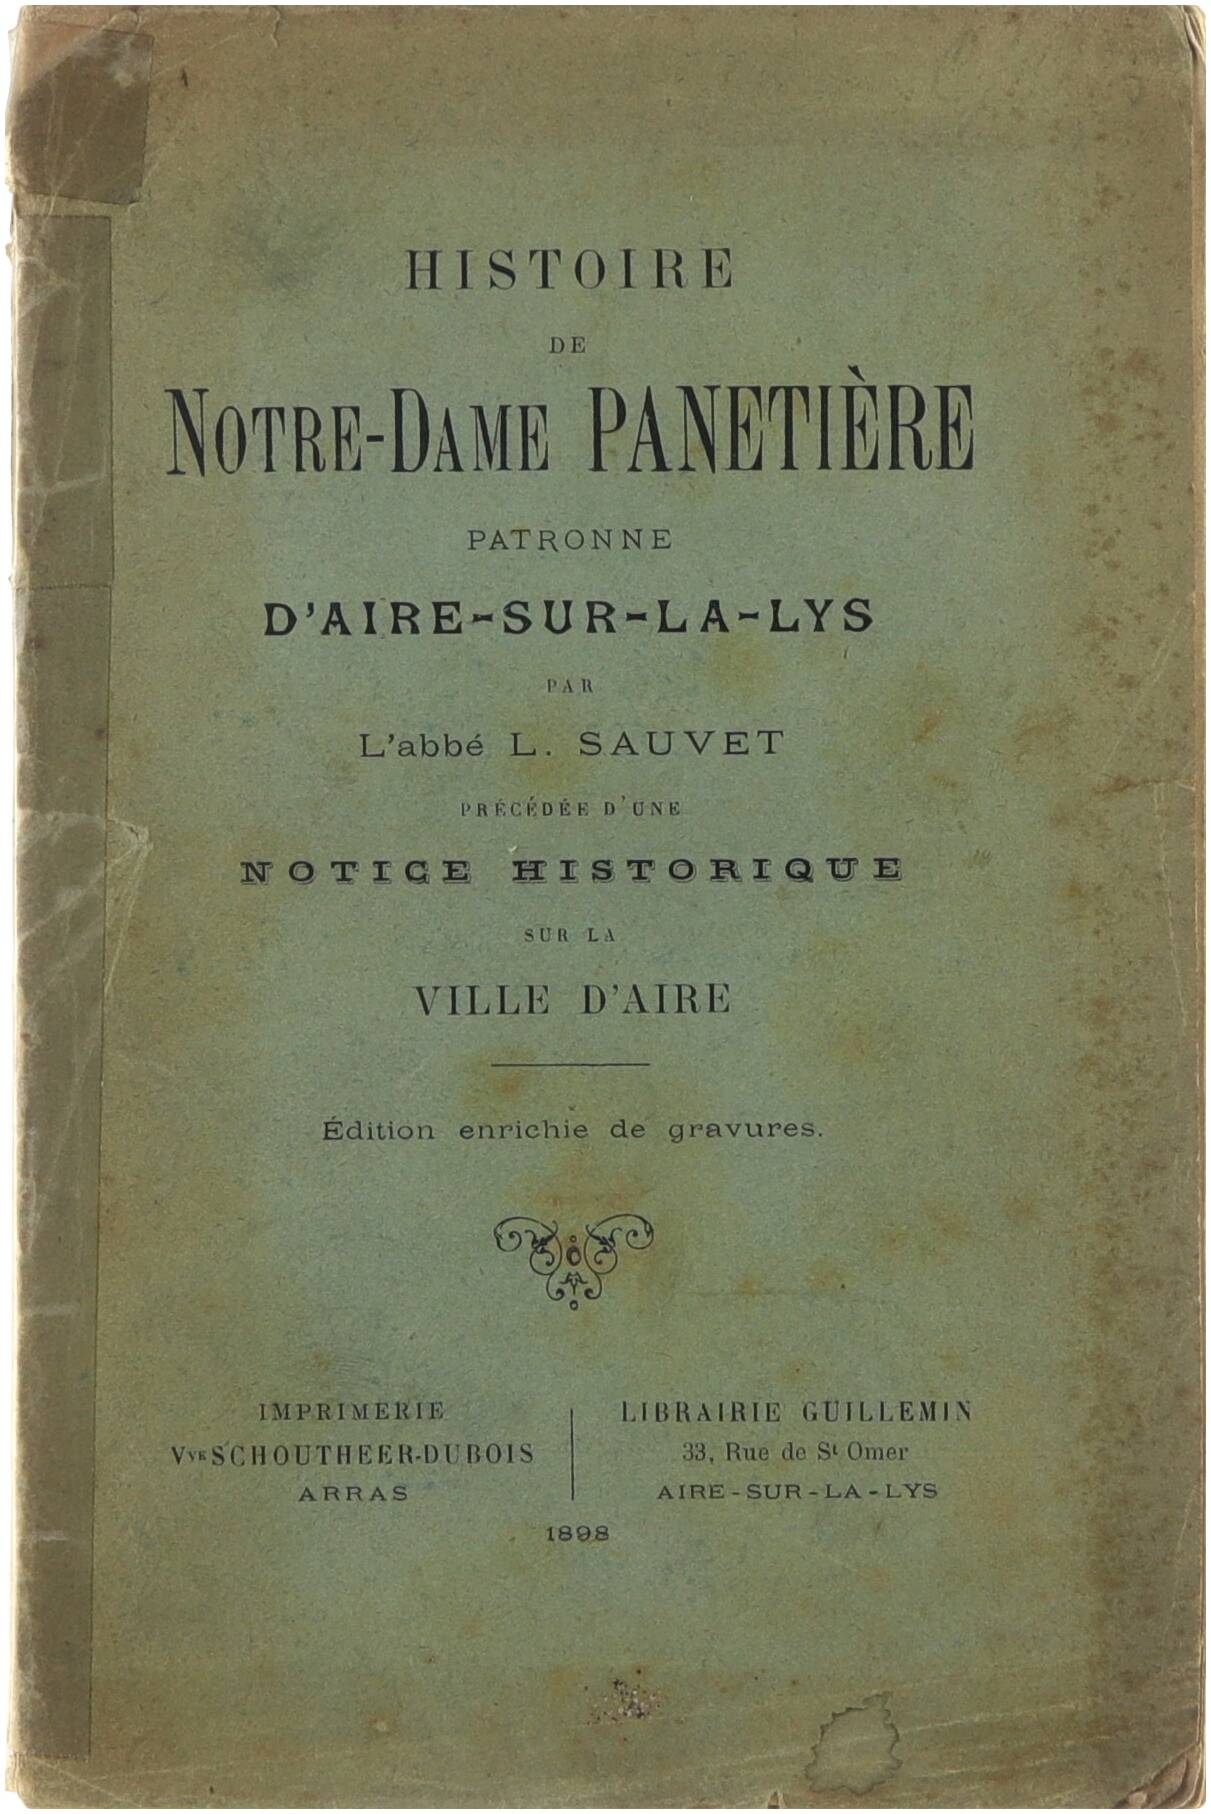 HISTOIRE
DE
NOTRE-DAME PANETIÈRE
PATRONNE
D'AIRE-SUR-LA-LYS
PAR
L'abbé L. SAUVET
PRÉCÉDÉE D'UNE
NOTICE HISTORIQUE
SUR LA
VILLE D'AIRE
Édition enrichie de gravures.
IMPRIMERIE
Vve SCHOUTHEER-DUBOIS
ARRAS
LIBRAIRIE GUILLEMIN
33, Rue de St Omer
AIRE-SUR-LA-LYS
1898